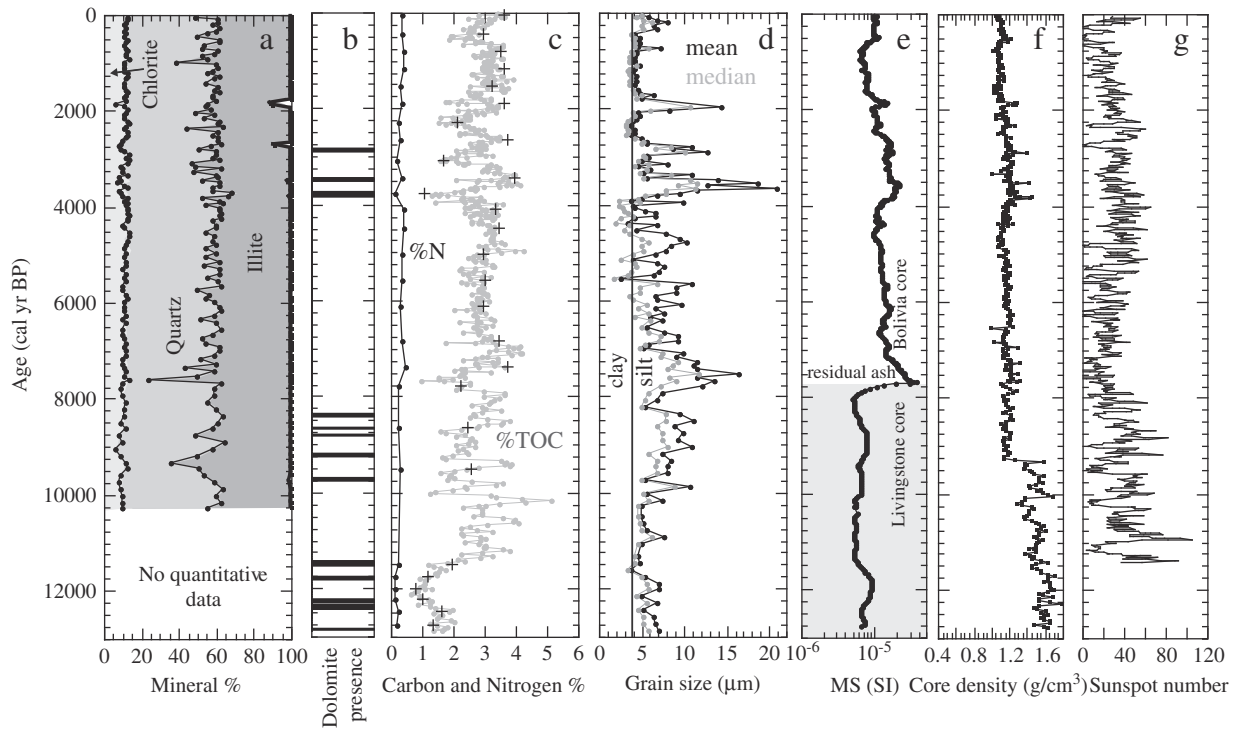 a
b
c
d
e
f
g
0
2000
4000
6000
8000
10000
12000
Age (cal yr BP)
Chlorite
Quartz
Illite
No quantitative
data
%N
%TOC
mean
median
clay
silt
Bolivia core
residual ash
Livingstone core
0 20 40 60 80 100
Mineral %
Dolomite
presence
0 1 2 3 4 5 6
Carbon and Nitrogen %
0 5 10 15 20
Grain size (μm)
10-6 10-5
MS (SI)
0.4 0.8 1.2 1.6
Core density (g/cm3)
0 40 80 120
Sunspot number